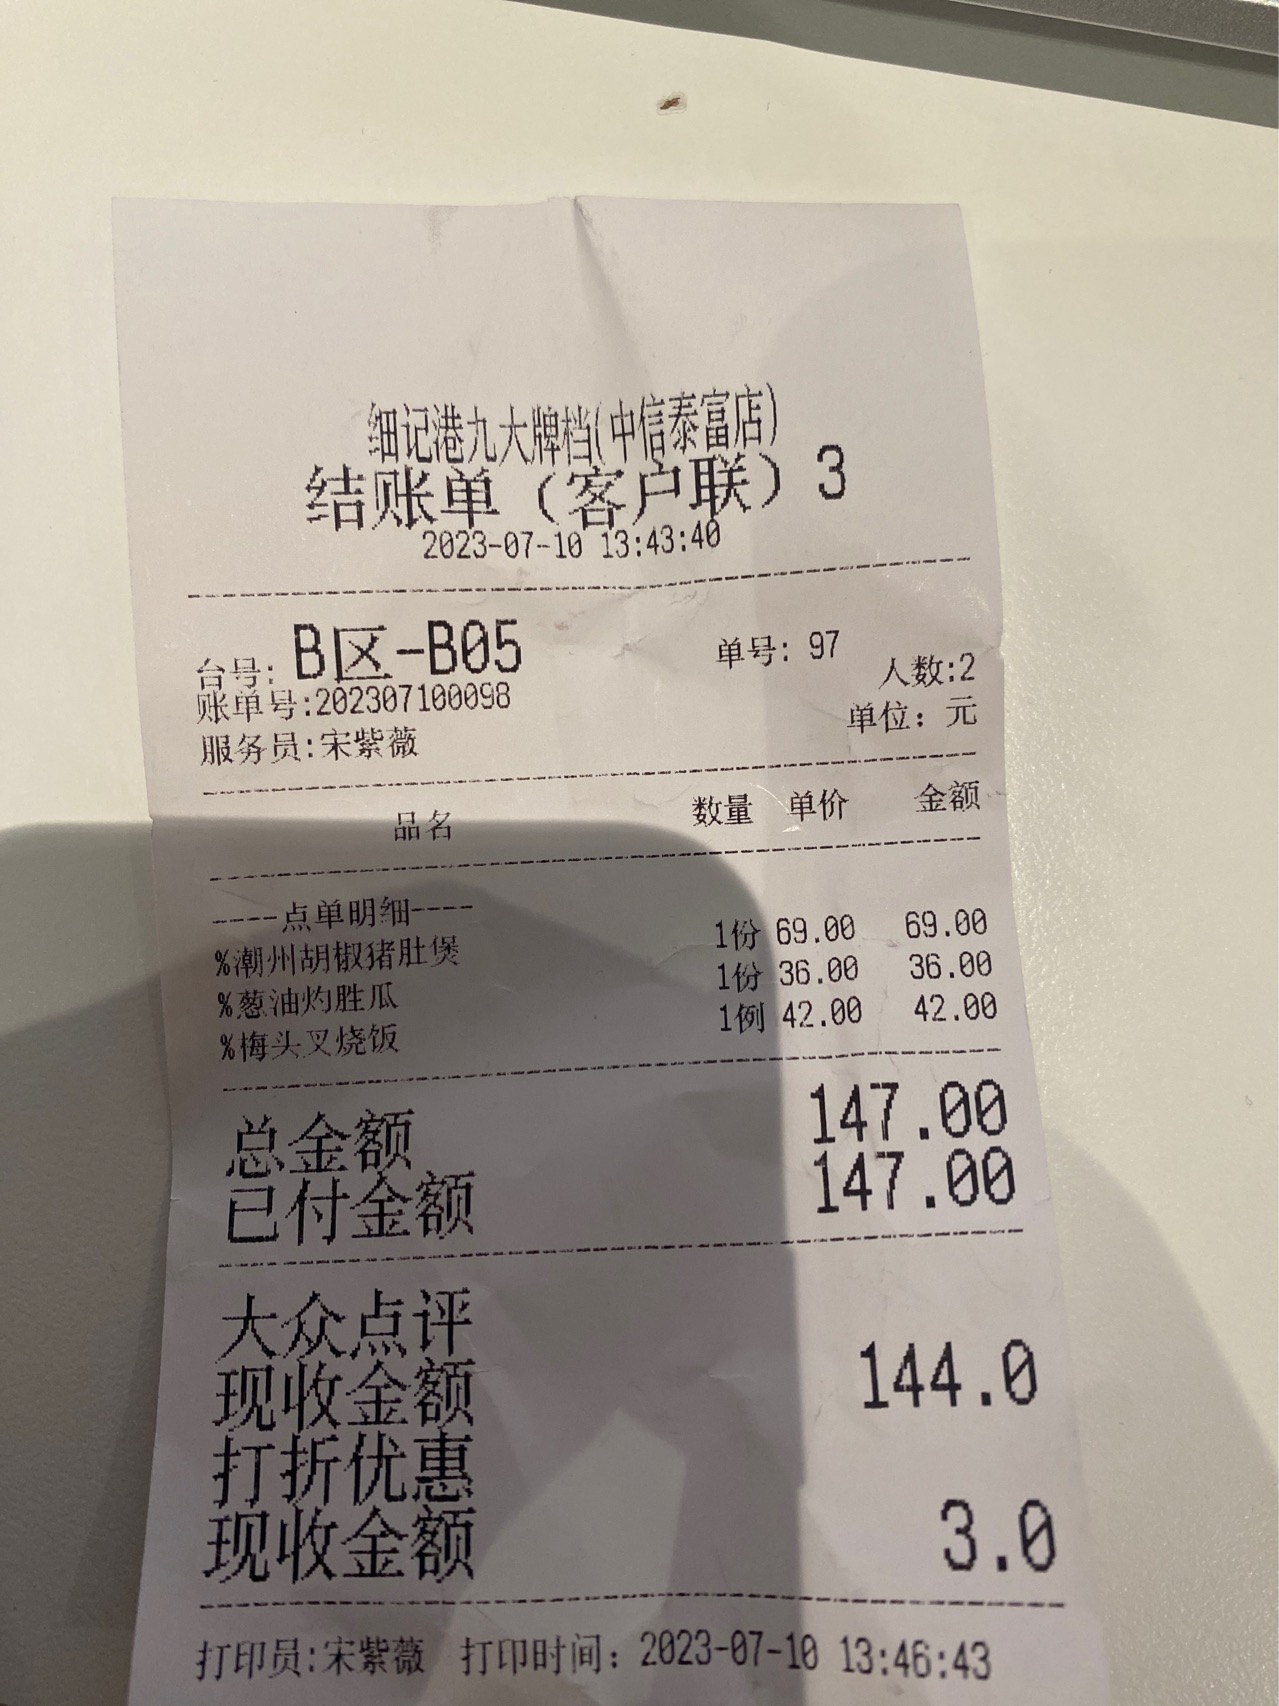 细记港九大牌档(中信泰富店)
结账单（客户联）3
2023-07-10 13:43:40
台号: B区-B05 单号: 97
人数:2
账单号:202307100098
单位: 元
服务员:宋紫薇
品名 数量 单价 金额
----点单明细----
%潮州胡椒猪肚煲 1份 69.00 69.00
%葱油灼胜瓜 1份 36.00 36.00
%梅头叉烧饭 1例 42.00 42.00
总金额 147.00
已付金额 147.00
大众点评
现收金额 144.0
打折优惠
现收金额 3.0
打印员:宋紫薇 打印时间: 2023-07-10 13:46:43